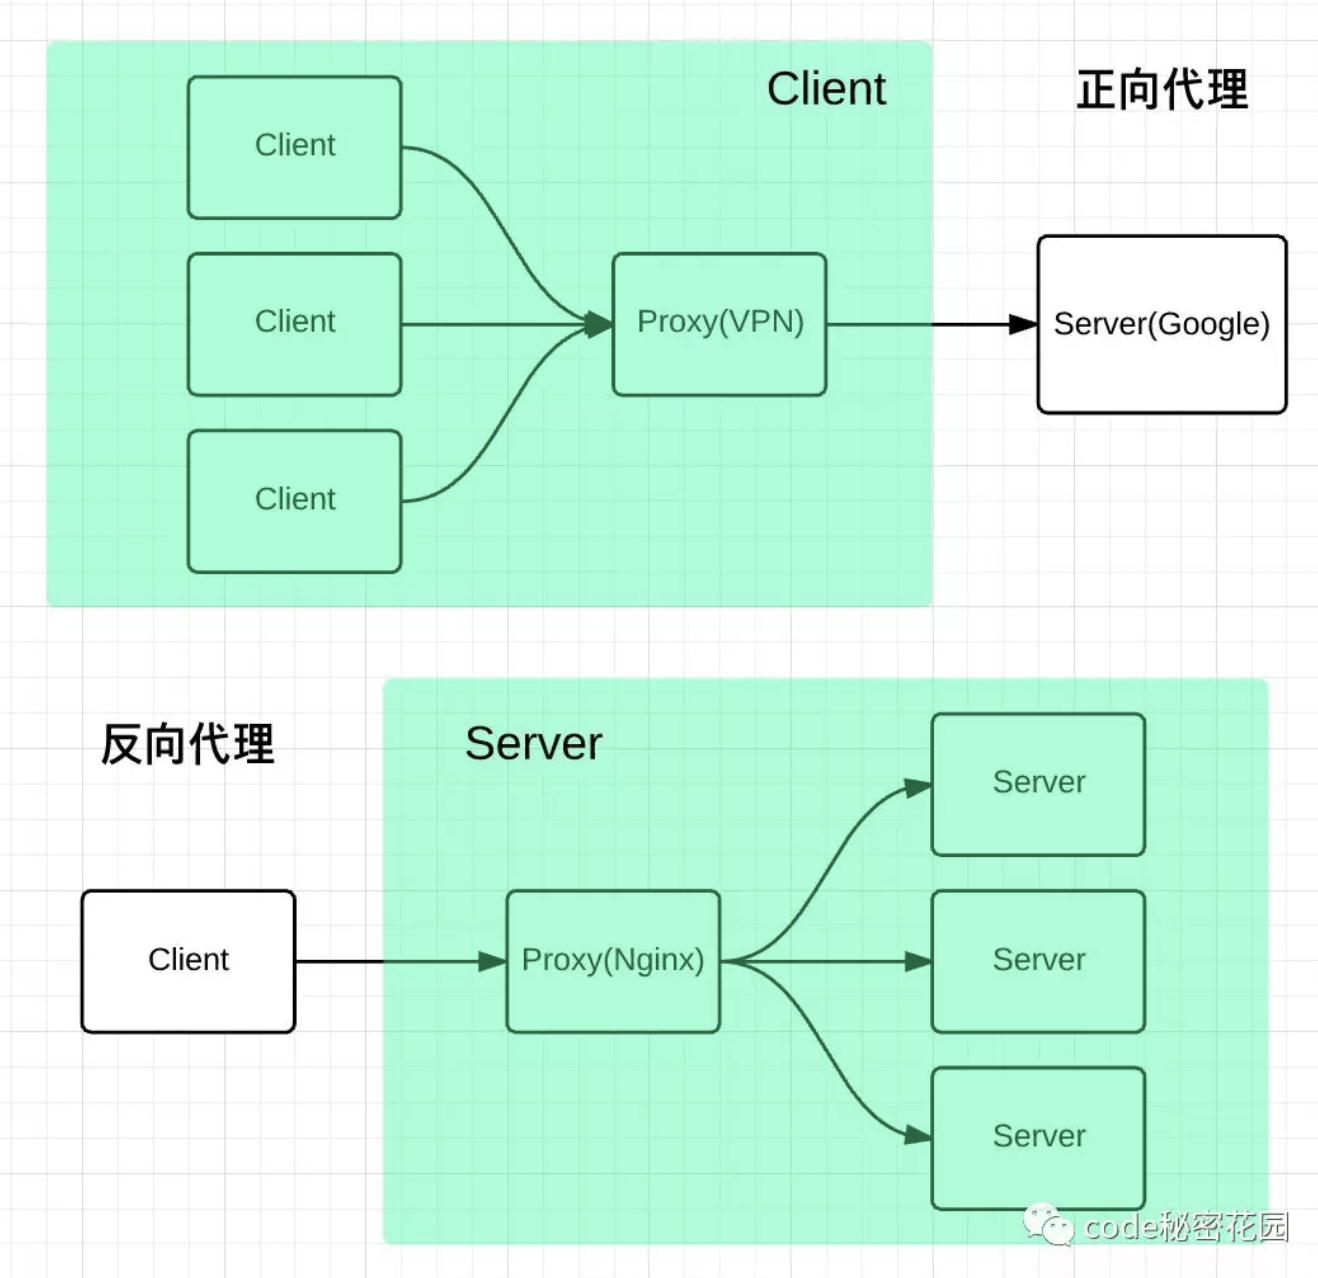 Client
正向代理
Client
Client
Proxy(VPN)
Server(Google)
Client
反向代理
Server
Server
Client
Proxy(Nginx)
Server
Server
code秘密花园